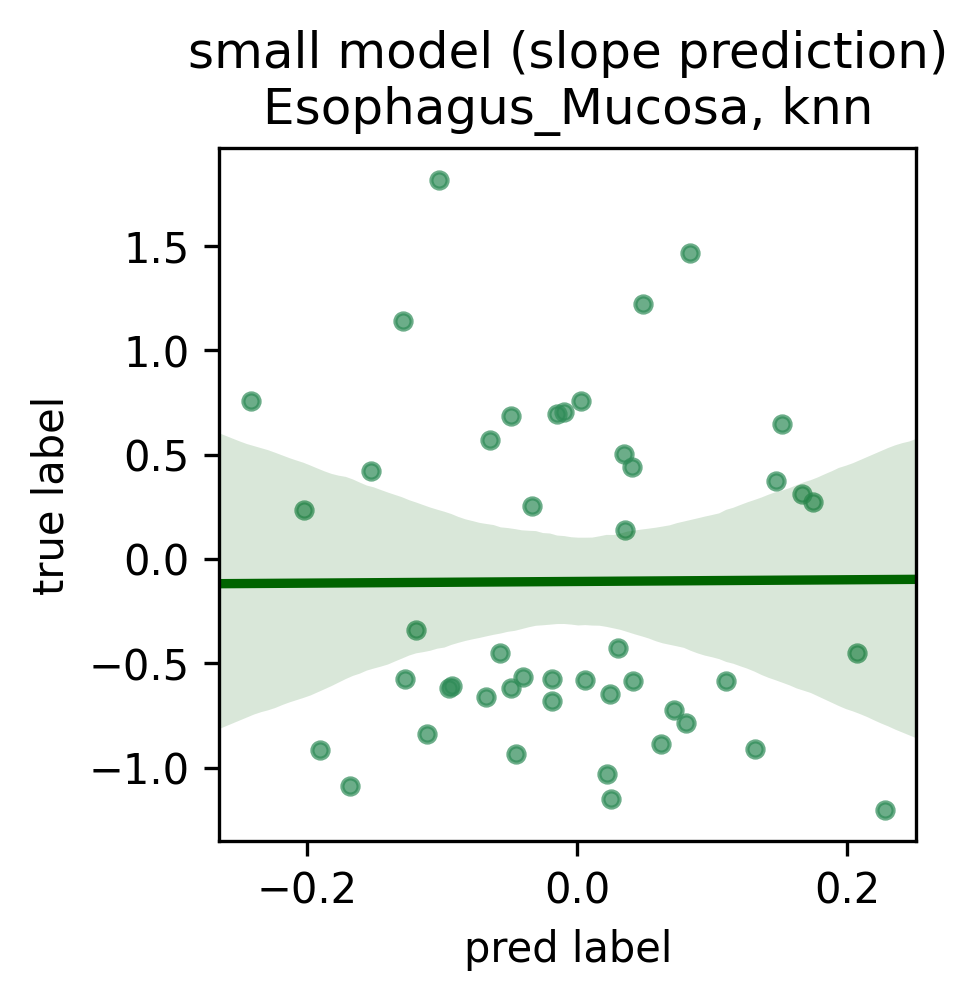 small model (slope prediction)
Esophagus_Mucosa, knn
1.5
1.0
0.5
0.0
−0.5
−1.0
true label
−0.2
0.0
0.2
pred label